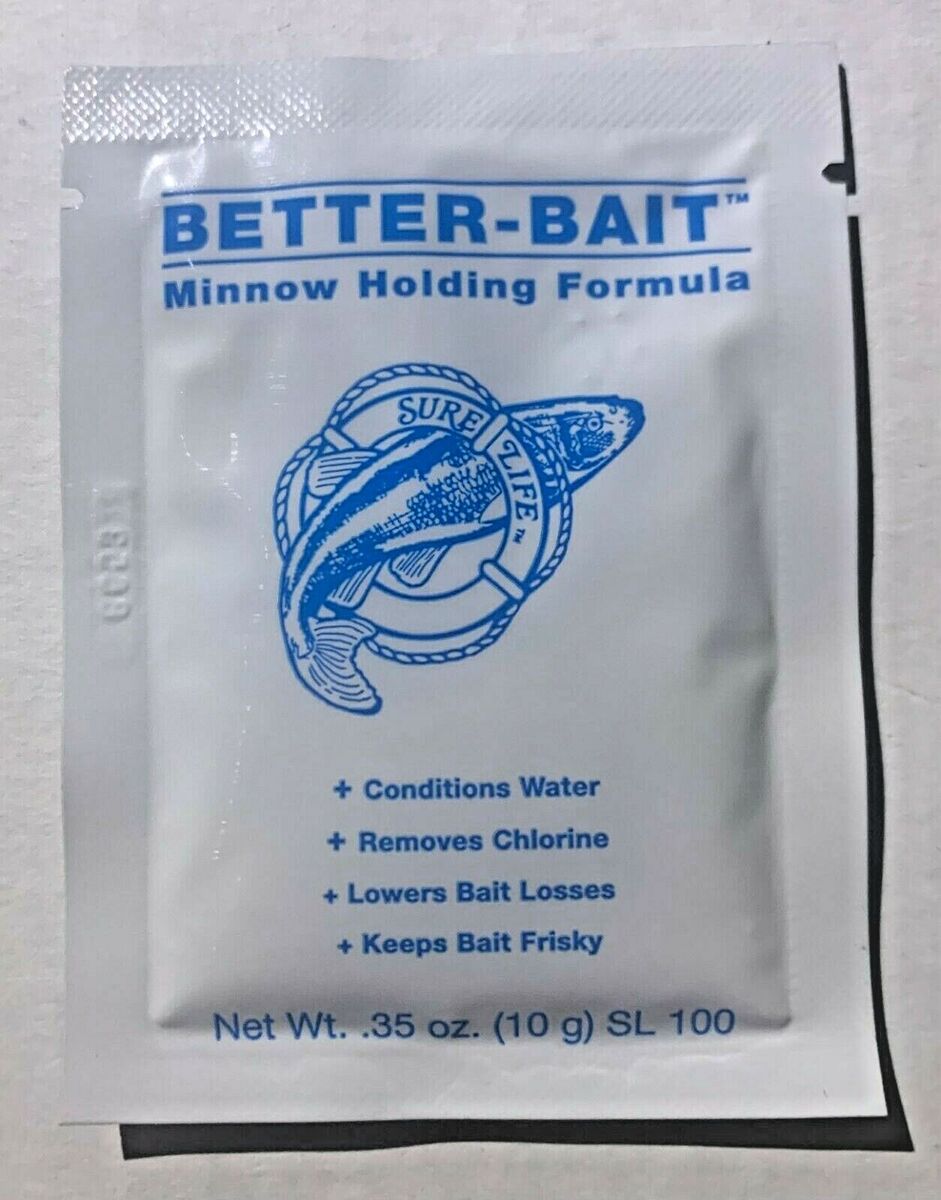 BETTER-BAIT™
Minnow Holding Formula
SURE LIFE™
+ Conditions Water
+ Removes Chlorine
+ Lowers Bait Losses
+ Keeps Bait Frisky
Net Wt. .35 oz. (10 g) SL 100